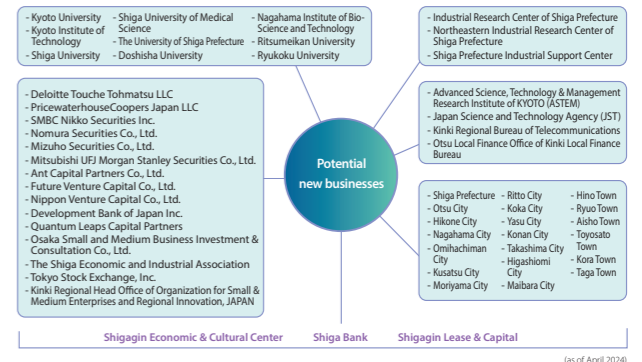 - Kyoto University
- Kyoto Institute of
Technology
- Shiga University
- Shiga University of Medical
Science
- The University of Shiga Prefecture
- Doshisha University
- Nagahama Institute of Bio-
Science and Technology
- Ritsumeikan University
- Ryukoku University
- Industrial Research Center of Shiga Prefecture
- Northeastern Industrial Research Center of
Shiga Prefecture
- Shiga Prefecture Industrial Support Center
- Deloitte Touche Tohmatsu LLC
- PricewaterhouseCoopers Japan LLC
- SMBC Nikko Securities Inc.
- Nomura Securities Co., Ltd.
- Mizuho Securities Co., Ltd.
- Mitsubishi UFJ Morgan Stanley Securities Co., Ltd.
- Ant Capital Partners Co., Ltd.
- Future Venture Capital Co., Ltd.
- Nippon Venture Capital Co., Ltd.
- Development Bank of Japan Inc.
- Quantum Leaps Capital Partners
- Osaka Small and Medium Business Investment &
Consultation Co., Ltd.
- The Shiga Economic and Industrial Association
- Tokyo Stock Exchange, Inc.
- Kinki Regional Head Office of Organization for Small &
Medium Enterprises and Regional Innovation, JAPAN
Potential
new businesses
- Advanced Science, Technology & Management
Research Institute of KYOTO (ASTEM)
- Japan Science and Technology Agency (JST)
- Kinki Regional Bureau of Telecommunications
- Otsu Local Finance Office of Kinki Local Finance
Bureau
- Shiga Prefecture
- Otsu City
- Hikone City
- Nagahama City
- Omihachiman
City
- Kusatsu City
- Moriyama City
- Ritto City
- Koka City
- Yasu City
- Konan City
- Takashima City
- Higashiomi
City
- Maibara City
- Hino Town
- Ryuo Town
- Aisho Town
- Toyosato
Town
- Kora Town
- Taga Town
Shigagin Economic & Cultural Center
Shiga Bank
Shigagin Lease & Capital
(as of April 2024)